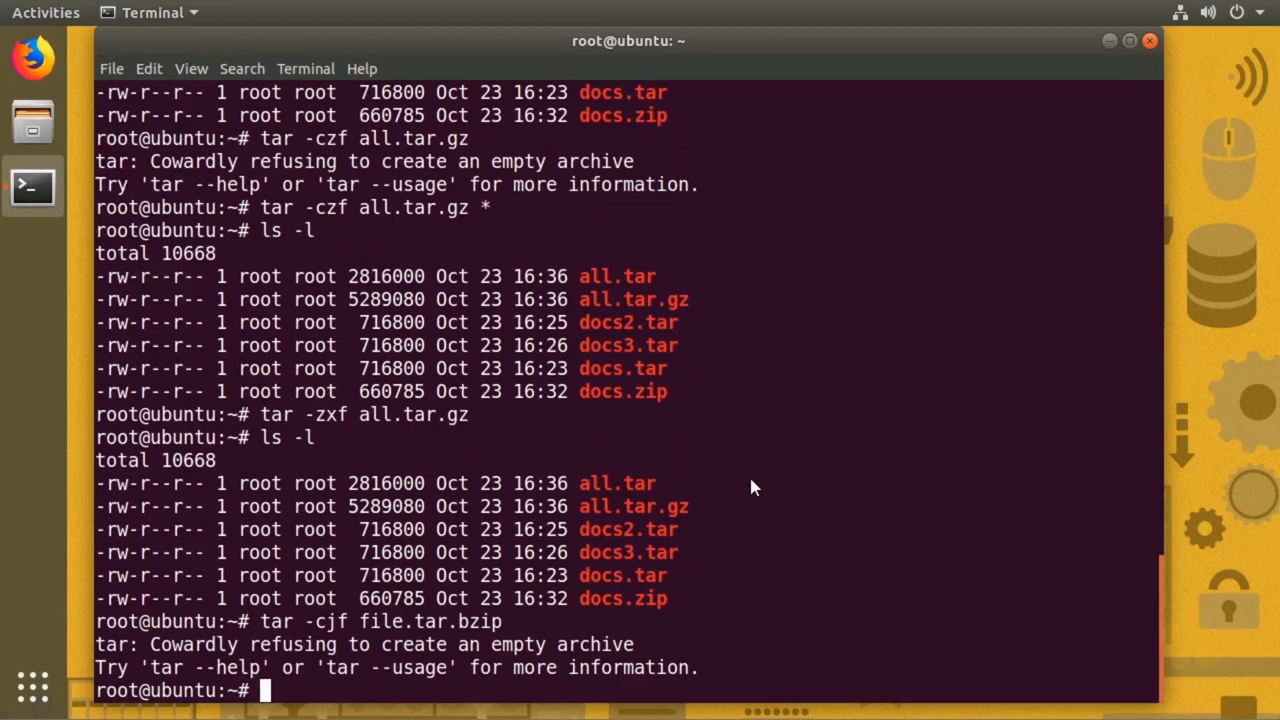 Activities
Terminal
root@ubuntu: ~
File Edit View Search Terminal Help
-rw-r--r-- 1 root root  716800 Oct 23 16:23 docs.tar
-rw-r--r-- 1 root root  660785 Oct 23 16:32 docs.zip
root@ubuntu:~# tar -czf all.tar.gz
tar: Cowardly refusing to create an empty archive
Try 'tar --help' or 'tar --usage' for more information.
root@ubuntu:~# tar -czf all.tar.gz *
root@ubuntu:~# ls -l
total 10668
-rw-r--r-- 1 root root 2816000 Oct 23 16:36 all.tar
-rw-r--r-- 1 root root 5289080 Oct 23 16:36 all.tar.gz
-rw-r--r-- 1 root root  716800 Oct 23 16:25 docs2.tar
-rw-r--r-- 1 root root  716800 Oct 23 16:26 docs3.tar
-rw-r--r-- 1 root root  716800 Oct 23 16:23 docs.tar
-rw-r--r-- 1 root root  660785 Oct 23 16:32 docs.zip
root@ubuntu:~# tar -zxf all.tar.gz
root@ubuntu:~# ls -l
total 10668
-rw-r--r-- 1 root root 2816000 Oct 23 16:36 all.tar
-rw-r--r-- 1 root root 5289080 Oct 23 16:36 all.tar.gz
-rw-r--r-- 1 root root  716800 Oct 23 16:25 docs2.tar
-rw-r--r-- 1 root root  716800 Oct 23 16:26 docs3.tar
-rw-r--r-- 1 root root  716800 Oct 23 16:23 docs.tar
-rw-r--r-- 1 root root  660785 Oct 23 16:32 docs.zip
root@ubuntu:~# tar -cjf file.tar.bzip
tar: Cowardly refusing to create an empty archive
Try 'tar --help' or 'tar --usage' for more information.
root@ubuntu:~#